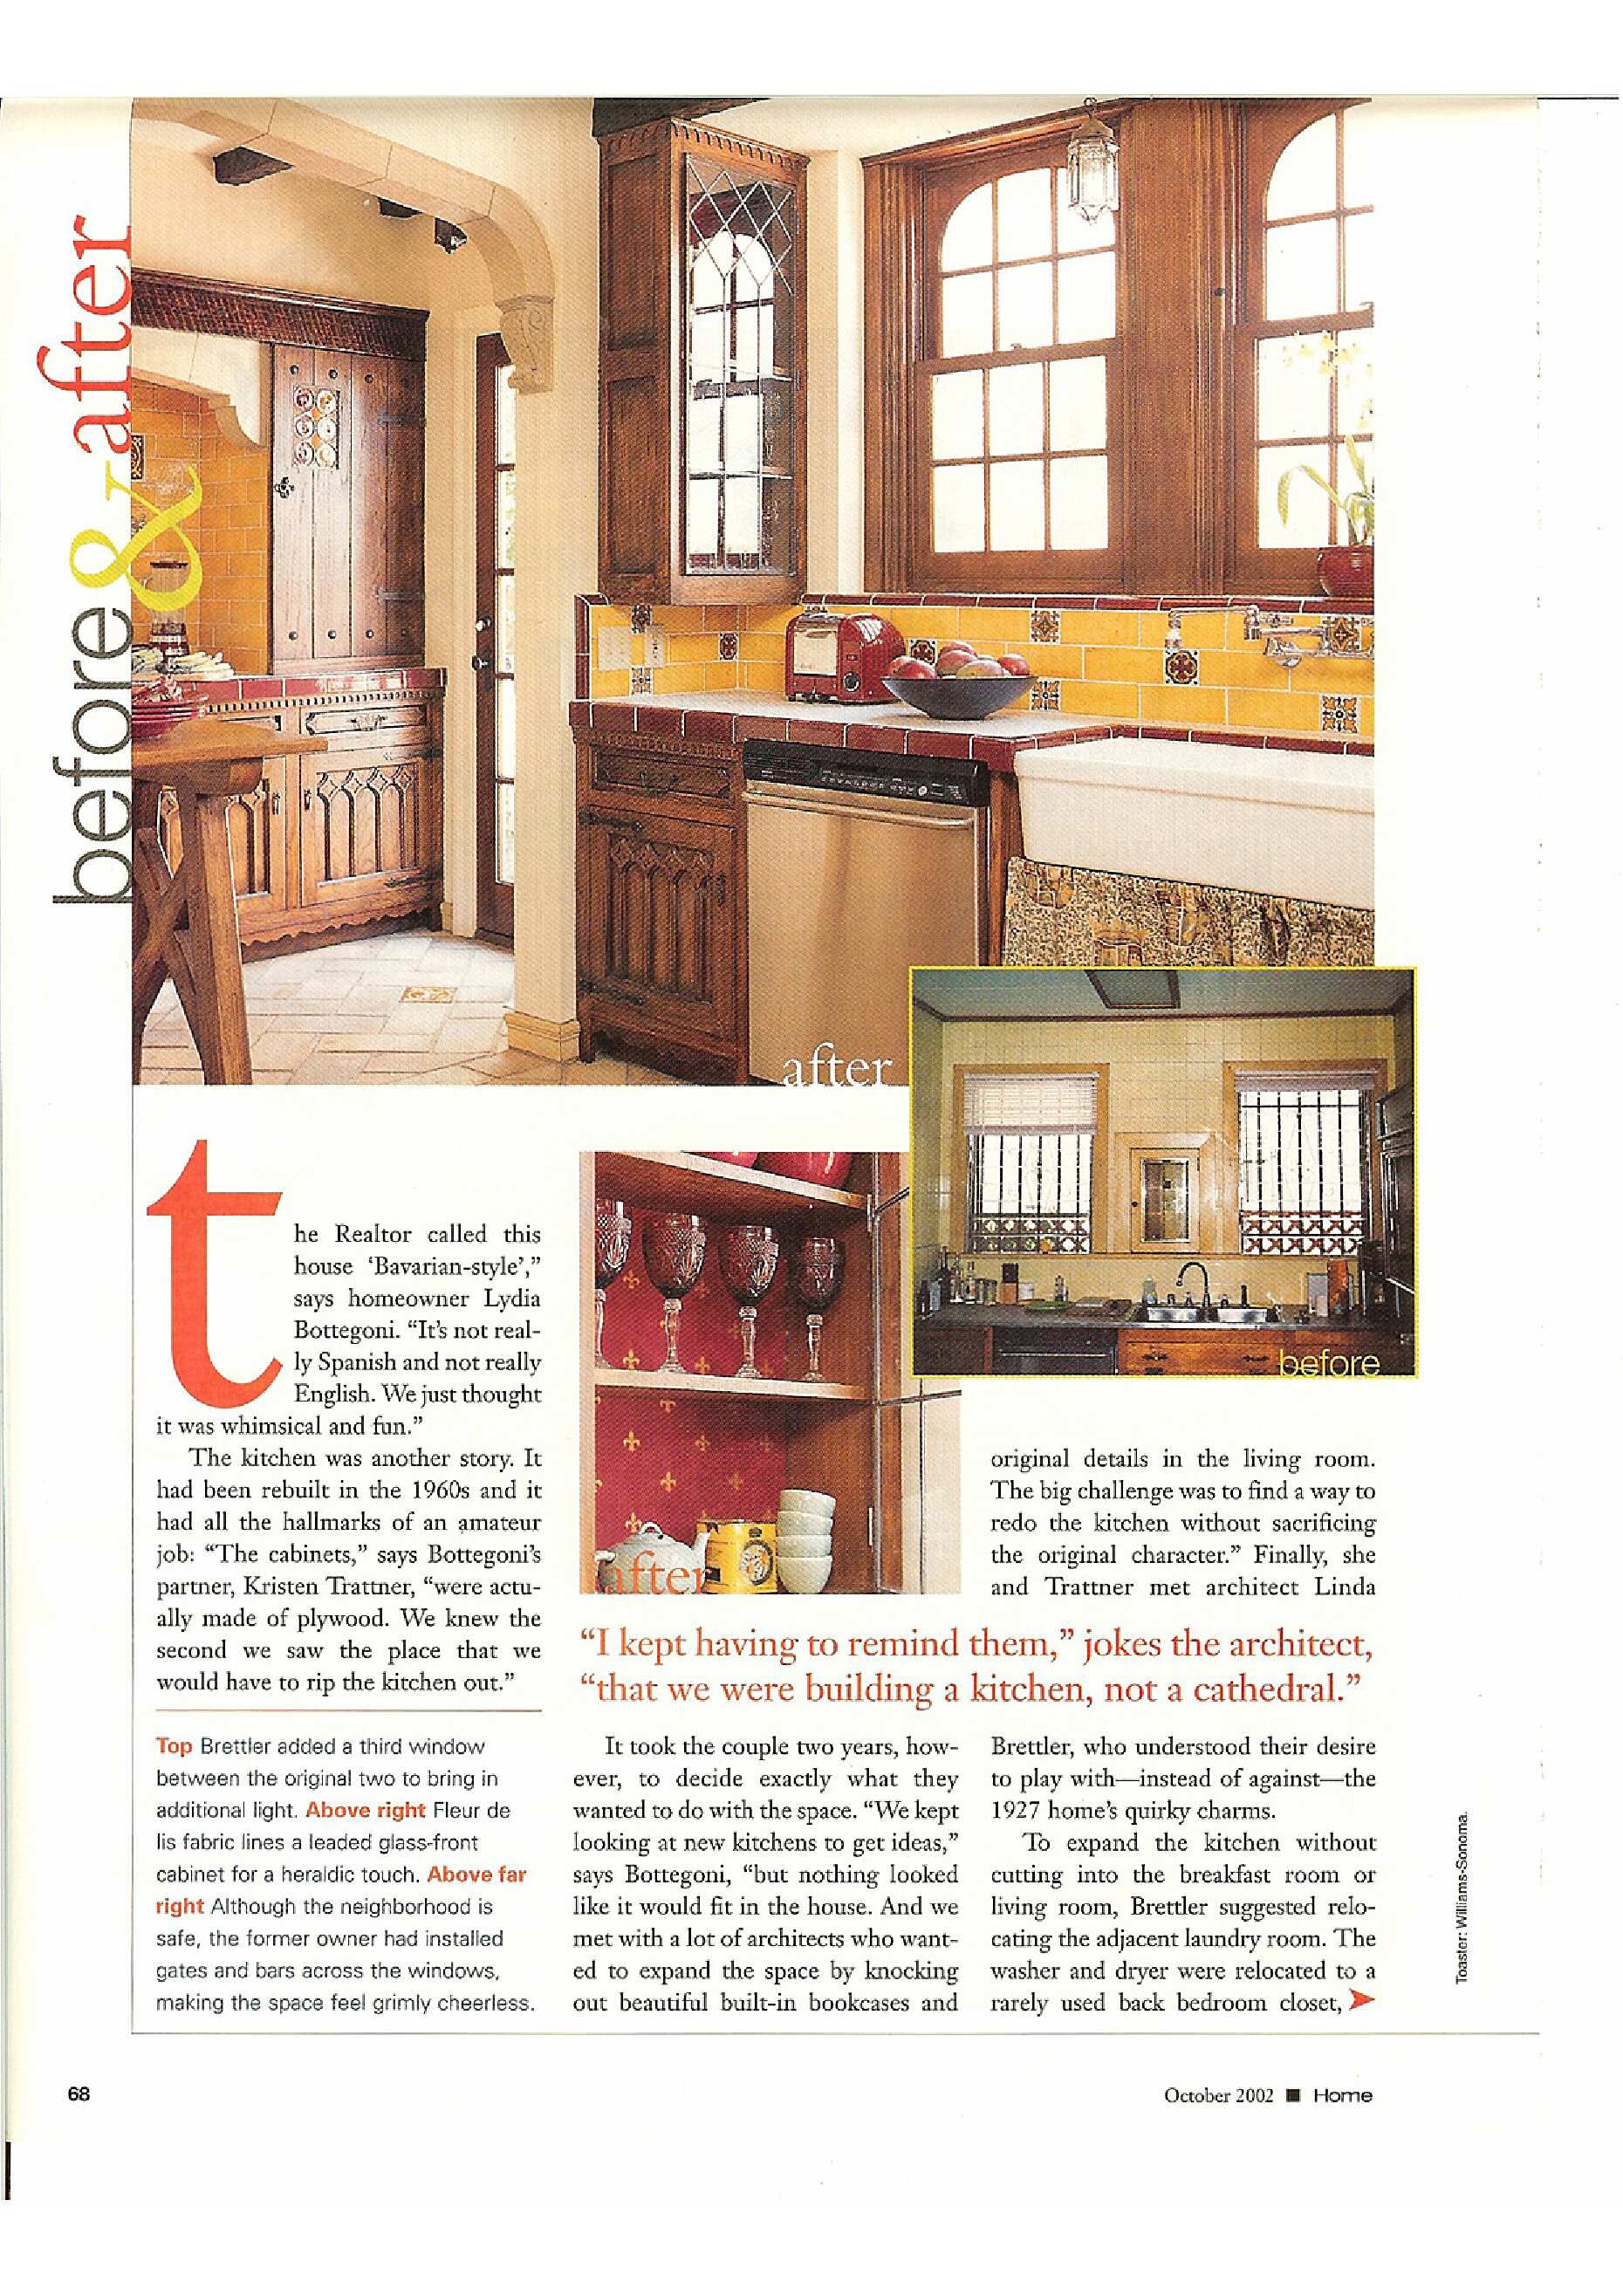 before & after
after
before
after
the Realtor called this
house ‘Bavarian-style’,”
says homeowner Lydia
Bottegoni. “It’s not real-
ly Spanish and not really
English. We just thought
it was whimsical and fun.”
The kitchen was another story. It
had been rebuilt in the 1960s and it
had all the hallmarks of an amateur
job: “The cabinets,” says Bottegoni’s
partner, Kristen Trattner, “were actu-
ally made of plywood. We knew the
second we saw the place that we
would have to rip the kitchen out.”
Top Brettler added a third window
between the original two to bring in
additional light. Above right Fleur de
lis fabric lines a leaded glass-front
cabinet for a heraldic touch. Above far
right Although the neighborhood is
safe, the former owner had installed
gates and bars across the windows,
making the space feel grimly cheerless.
“I kept having to remind them,” jokes the architect,
“that we were building a kitchen, not a cathedral.”
It took the couple two years, how-
ever, to decide exactly what they
wanted to do with the space. “We kept
looking at new kitchens to get ideas,”
says Bottegoni, “but nothing looked
like it would fit in the house. And we
met with a lot of architects who want-
ed to expand the space by knocking
out beautiful built-in bookcases and
original details in the living room.
The big challenge was to find a way to
redo the kitchen without sacrificing
the original character.” Finally, she
and Trattner met architect Linda
Brettler, who understood their desire
to play with—instead of against—the
1927 home’s quirky charms.
To expand the kitchen without
cutting into the breakfast room or
living room, Brettler suggested relo-
cating the adjacent laundry room. The
washer and dryer were relocated to a
rarely used back bedroom closet, ➤
Toaster: Williams-Sonoma.
68
October 2002 ■ Home